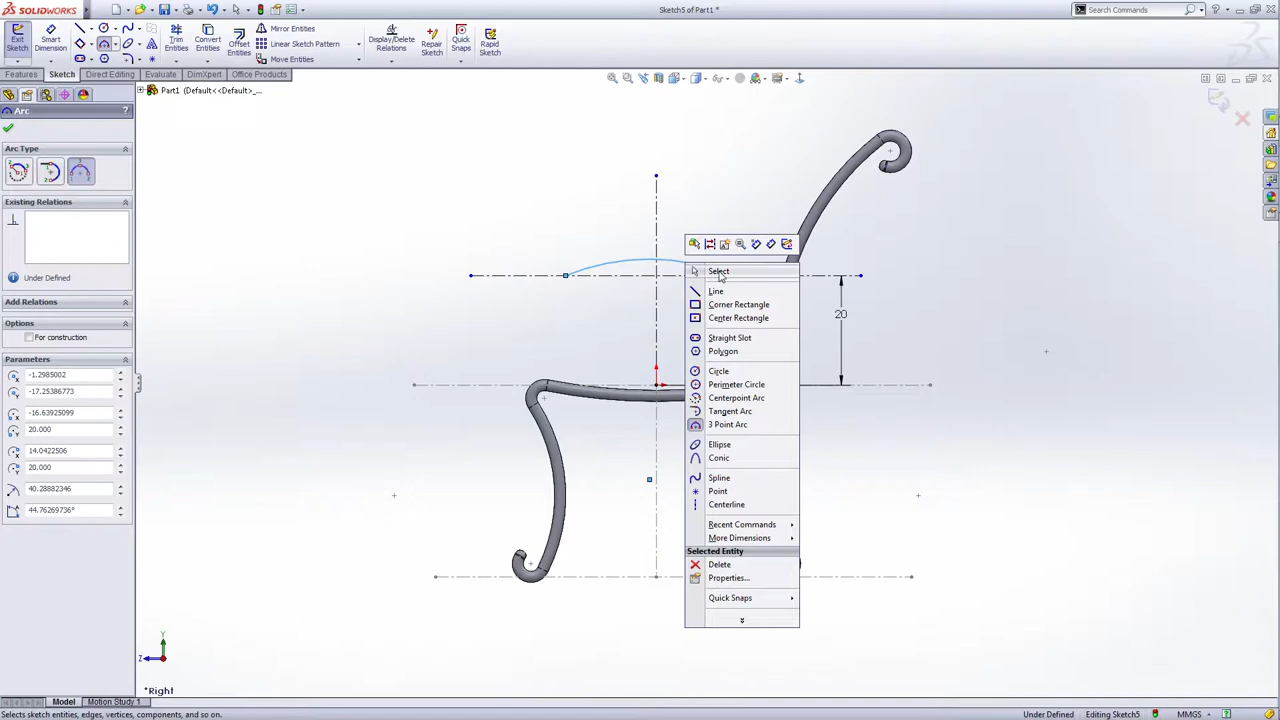 SOLIDWORKS
Sketch5 of Part1 *
Search Commands
Exit Sketch
Smart Dimension
Trim Entities
Convert Entities
Offset Entities
Mirror Entities
Linear Sketch Pattern
Move Entities
Display/Delete Relations
Repair Sketch
Quick Snaps
Rapid Sketch
Features
Sketch
Direct Editing
Evaluate
DimXpert
Office Products
Part1 (Default<<Default>_...
Arc
?
Arc Type
Existing Relations
Under Defined
Add Relations
Options
For construction
Parameters
-1.2985002
-17.25386773
-16.63925099
20.000
14.0422506
20.000
40.28882346
44.76269736°
20
Select
Line
Corner Rectangle
Center Rectangle
Straight Slot
Polygon
Circle
Perimeter Circle
Centerpoint Arc
Tangent Arc
3 Point Arc
Ellipse
Conic
Spline
Point
Centerline
Recent Commands
More Dimensions
Selected Entity
Delete
Properties...
Quick Snaps
Y
Z
*Right
Model
Motion Study 1
Selects sketch entities, edges, vertices, components, and so on.
Under Defined
Editing Sketch5
MMGS